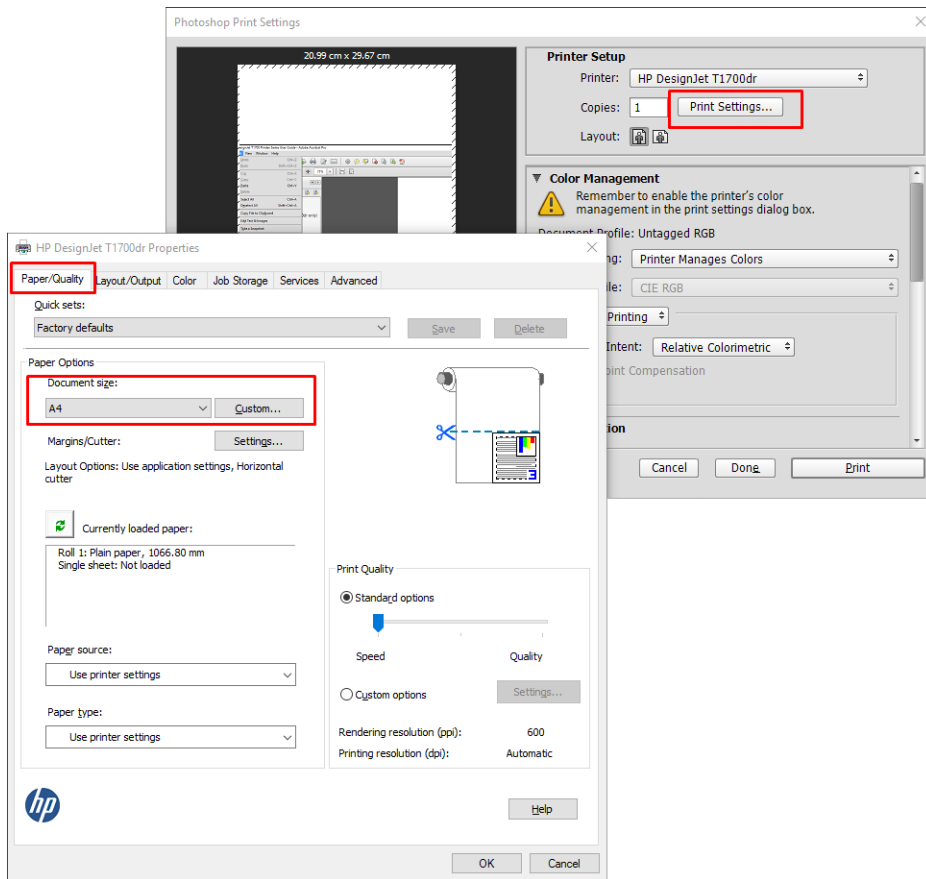 Photoshop Print Settings
20.99 cm x 29.67 cm
Printer Setup
Printer: HP DesignJet T1700dr
Copies: 1 Print Settings...
Layout:
Color Management
Remember to enable the printer's color
management in the print settings dialog box.
Document Profile: Untagged RGB
ng: Printer Manages Colors
ile: CIE RGB
Printing
Intent: Relative Colorimetric
oint Compensation
ion
Cancel Done Print
HP DesignJet T1700dr Properties
Paper/Quality Layout/Output Color Job Storage Services Advanced
Quick sets:
Factory defaults Save Delete
Paper Options
Document size:
A4 Custom...
Margins/Cutter: Settings...
Layout Options: Use application settings, Horizontal
cutter
3
Currently loaded paper:
Roll 1: Plain paper, 1066.80 mm
Single sheet: Not loaded
Paper source:
Use printer settings
Paper type:
Use printer settings
Print Quality
Standard options
Speed Quality
Custom options Settings...
Rendering resolution (ppi): 600
Printing resolution (dpi): Automatic
hp
Help
OK Cancel